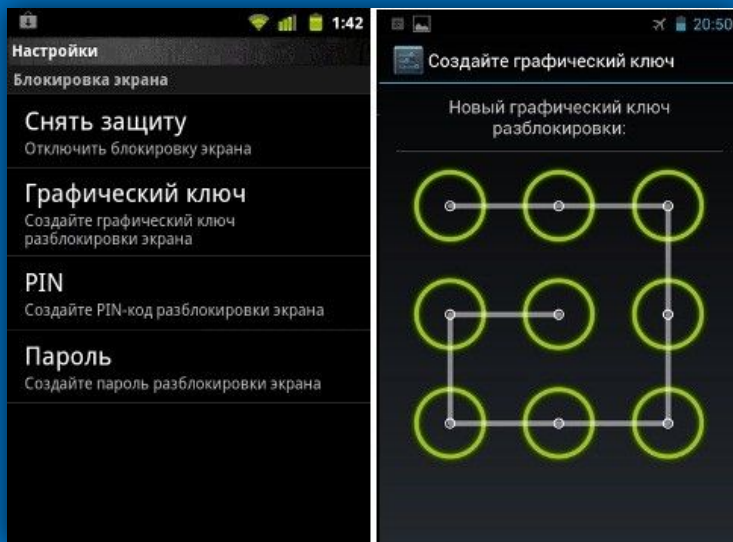 1:42
Настройки
Блокировка экрана
Снять защиту
Отключить блокировку экрана
Графический ключ
Создайте графический ключ
разблокировки экрана
PIN
Создайте PIN-код разблокировки экрана
Пароль
Создайте пароль разблокировки экрана
20:50
Создайте графический ключ
Новый графический ключ
разблокировки: